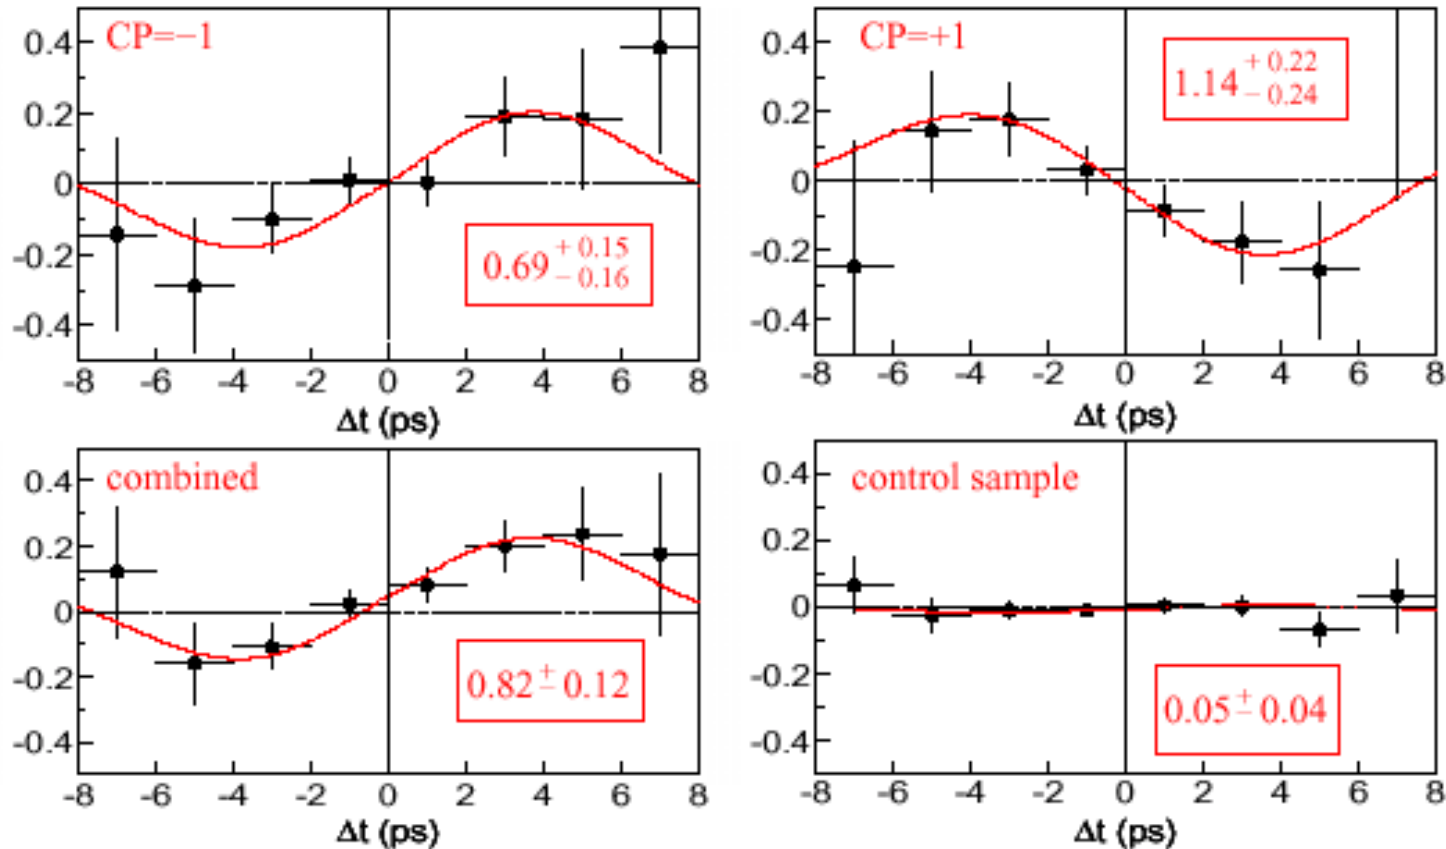 CP=−1
0.4
0.2
0
-0.2
-0.4
0.69 + 0.15 − 0.16
-8 -6 -4 -2 0 2 4 6 8
Δt (ps)
CP=+1
0.4
0.2
0
-0.2
-0.4
1.14 + 0.22 − 0.24
-8 -6 -4 -2 0 2 4 6 8
Δt (ps)
combined
0.4
0.2
0
-0.2
-0.4
0.82 ± 0.12
-8 -6 -4 -2 0 2 4 6 8
Δt (ps)
control sample
0.4
0.2
0
-0.2
-0.4
0.05 ± 0.04
-8 -6 -4 -2 0 2 4 6 8
Δt (ps)